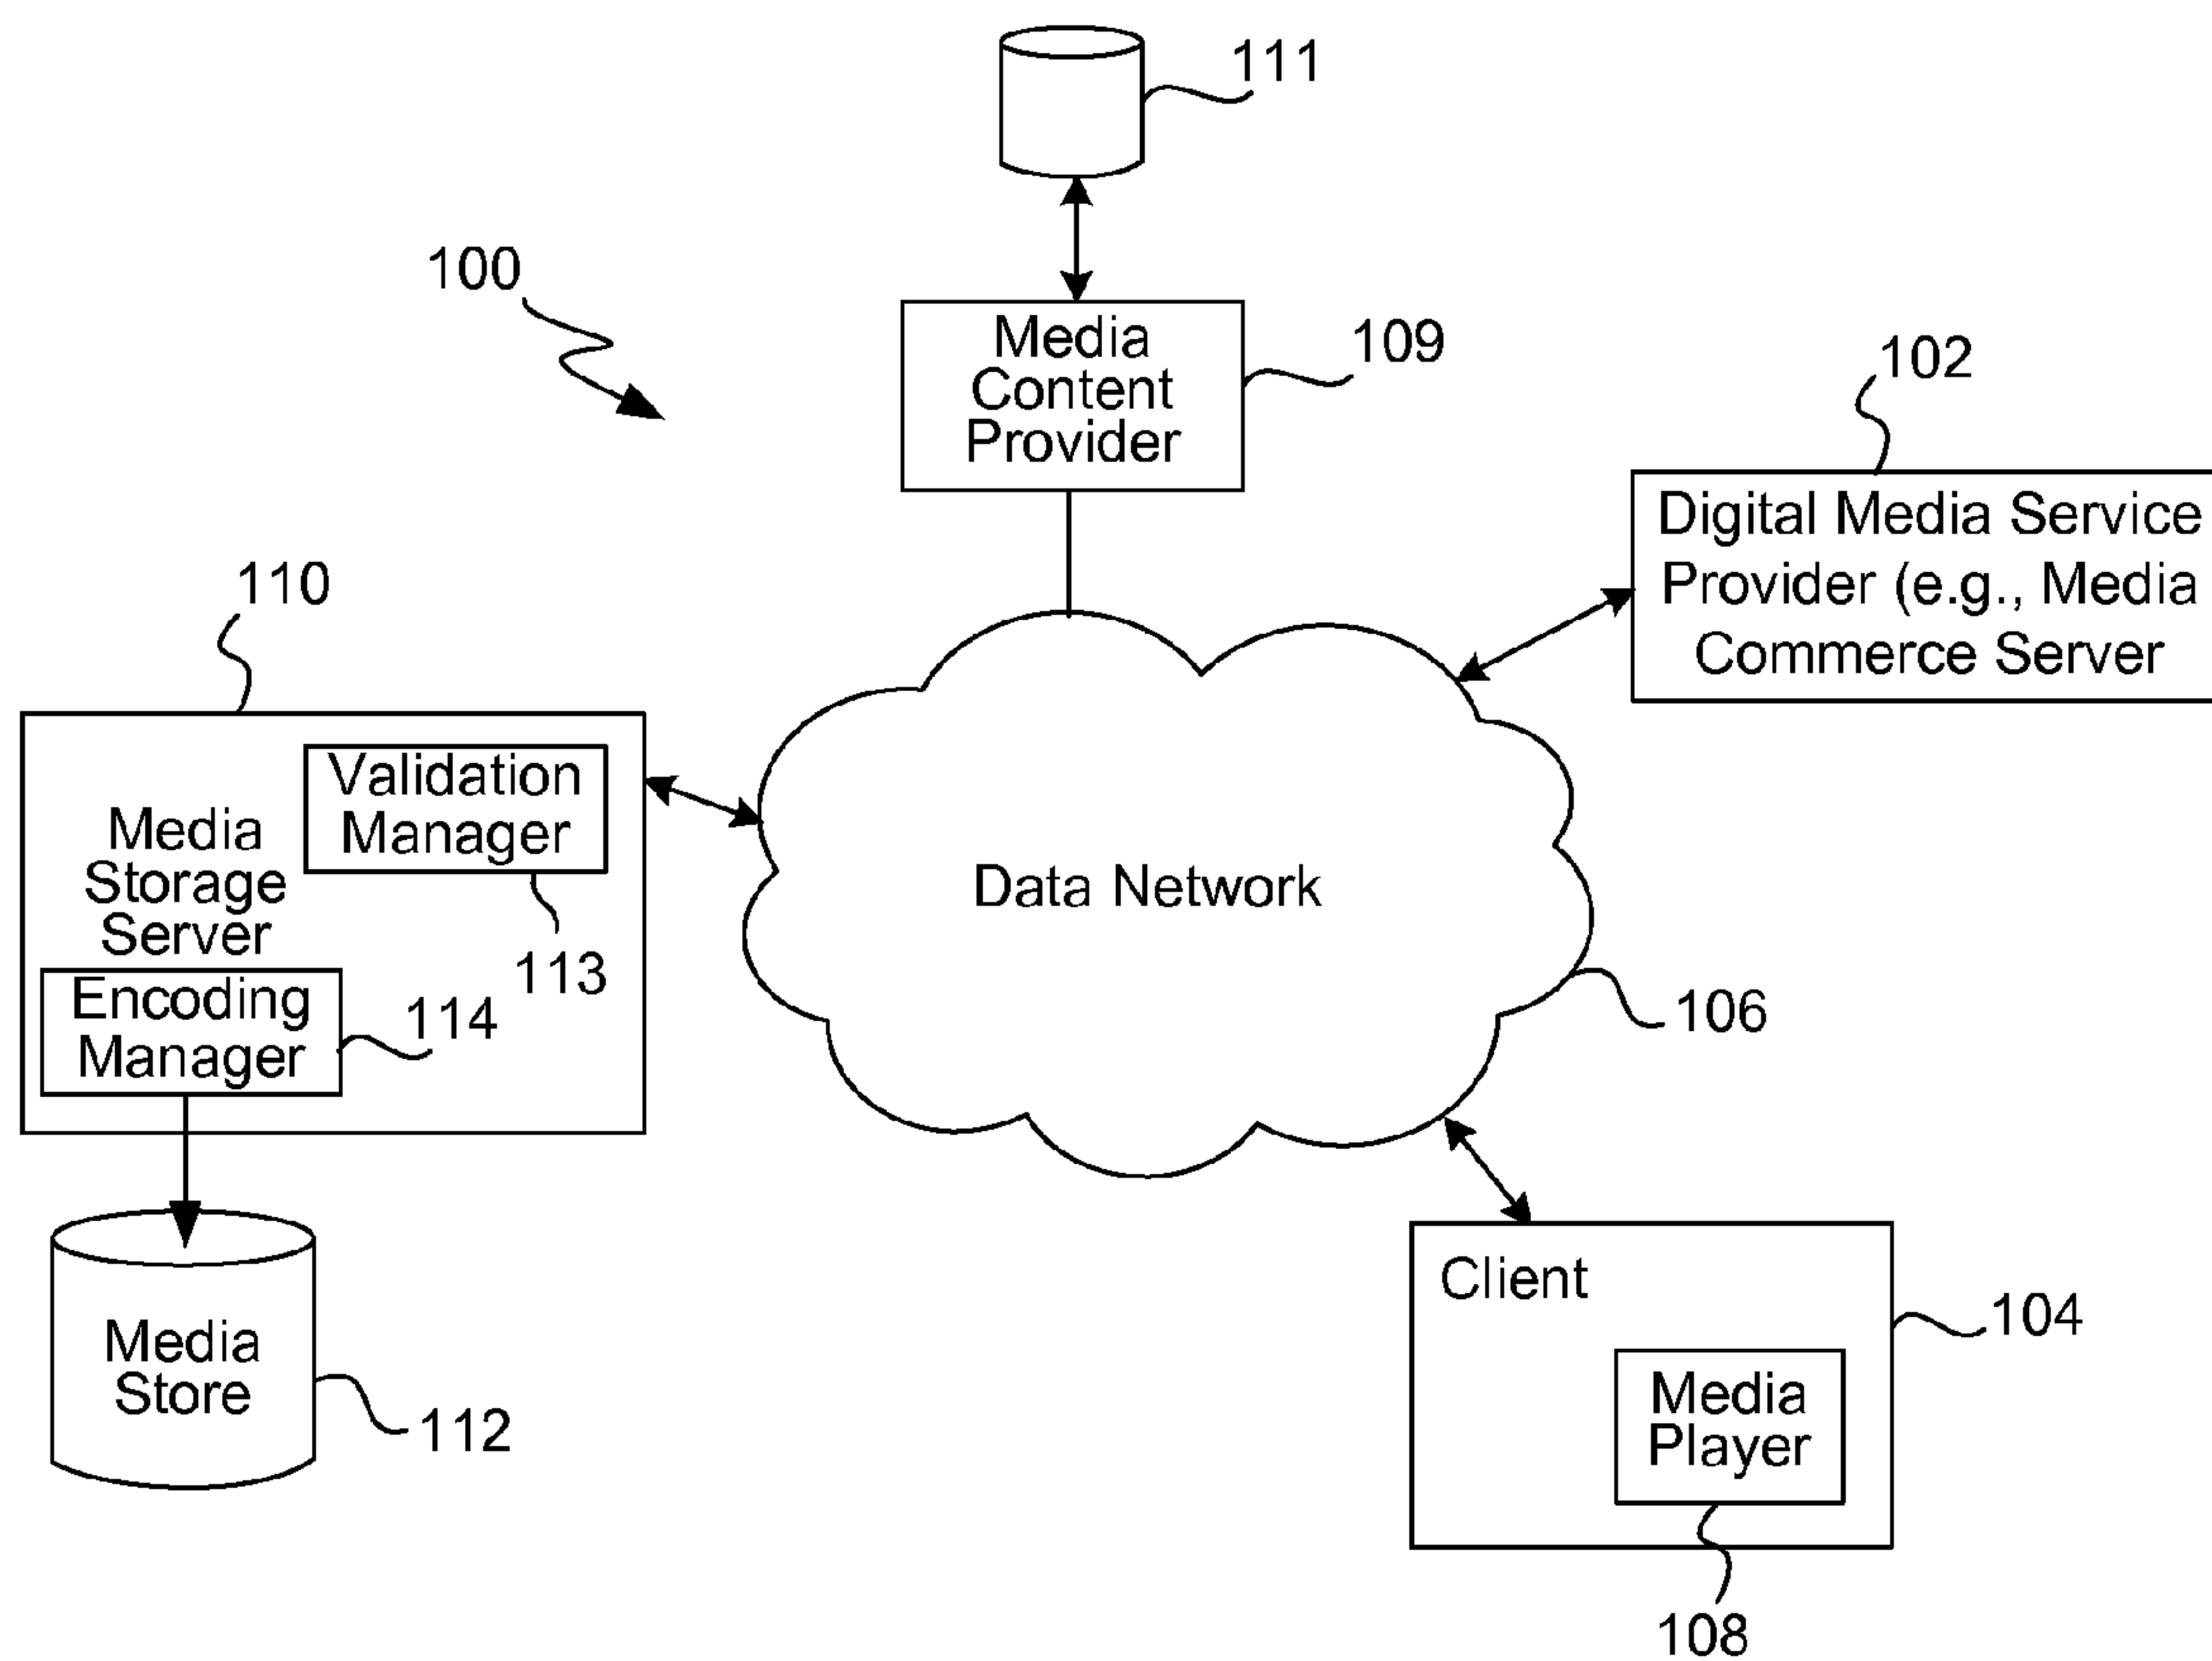 111
100
Media
Content
Provider
109
102
Digital Media Service
Provider (e.g., Media
Commerce Server
110
Validation
Manager
Media
Storage
Server
113
Encoding
Manager
114
Data Network
106
Media
Store
112
Client
104
Media
Player
108